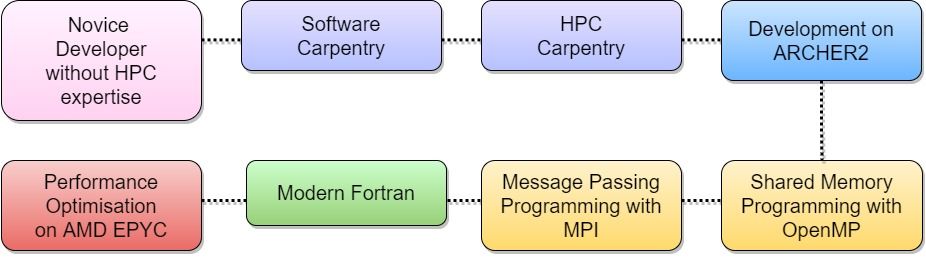 Novice
Developer
without HPC
expertise
Software
Carpentry
HPC
Carpentry
Development on
ARCHER2
Shared Memory
Programming with
OpenMP
Message Passing
Programming with
MPI
Modern Fortran
Performance
Optimisation
on AMD EPYC